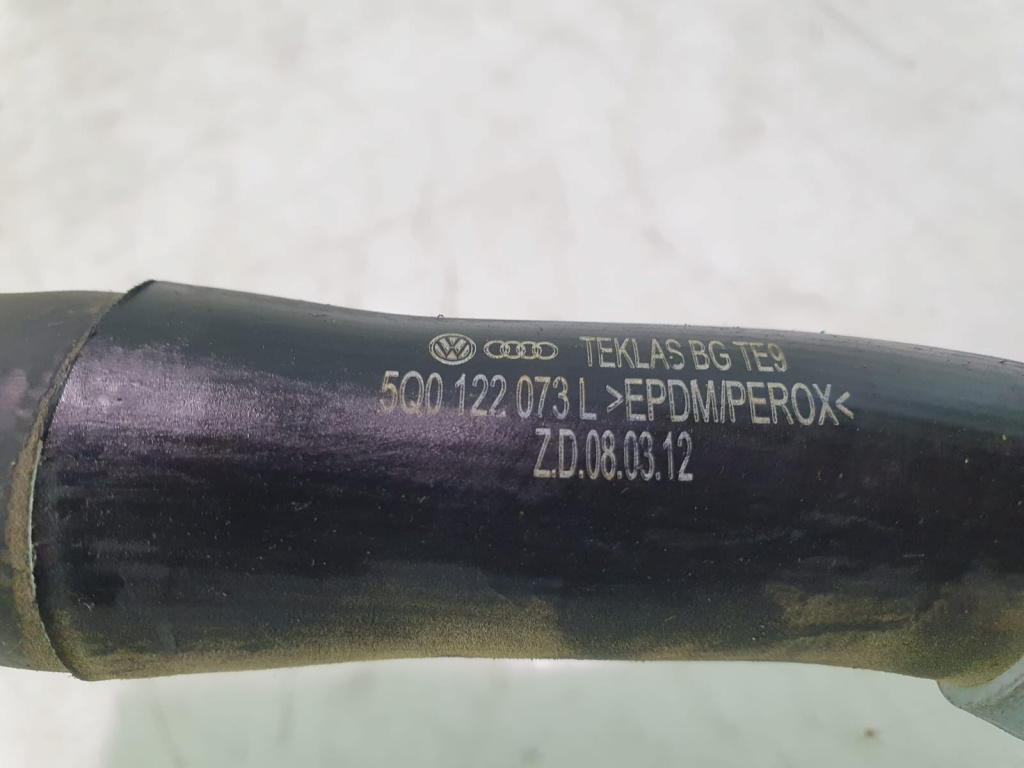 TEKLAS BG TE9
5Q0 122 073 L >EPDM/PEROX<
Z.D.08.03.12